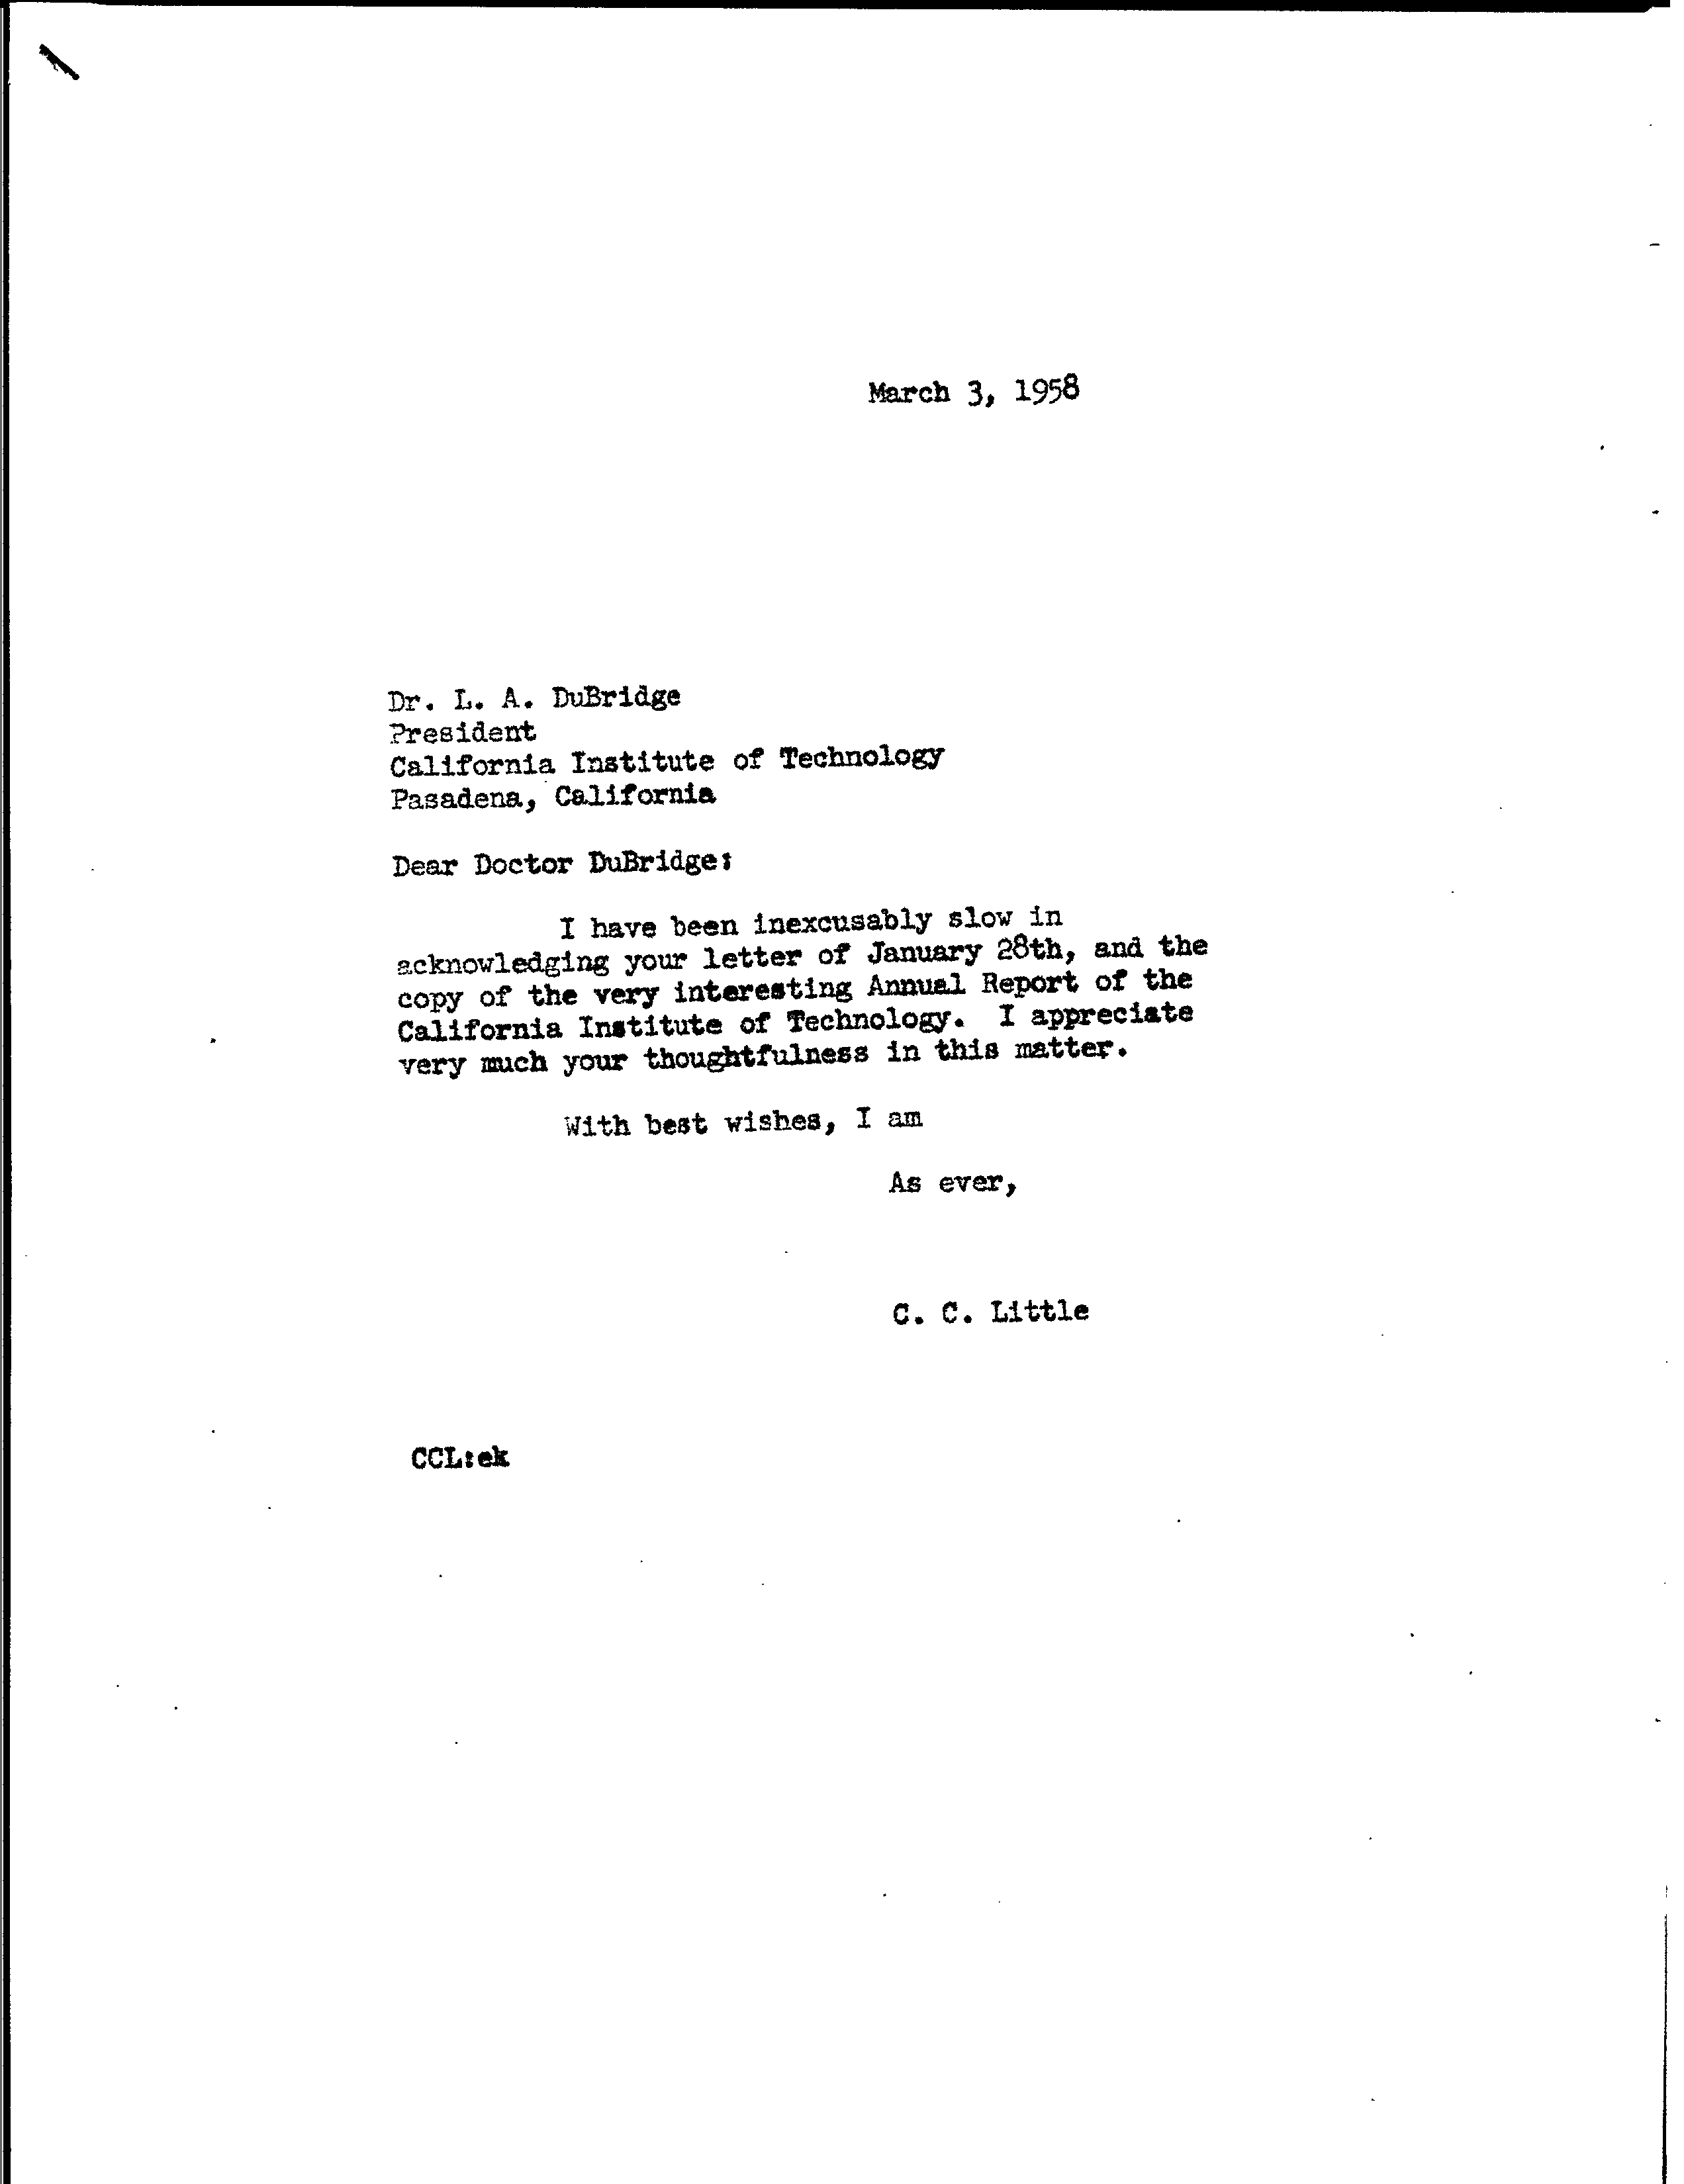 March 3, 1958
Dr. L. A. DuBridge
President
California Institute of Technology
Pasadena, California
Dear Doctor DuBridge:
I have been inexcusably slow in
acknowledging your letter of January 28th, and the
copy of the very interesting Annual Report of the
California Institute of Technology.  I appreciate
very much your thoughtfulness in this matter.
With best wishes, I am
As ever,
C. C. Little
CCL:ek